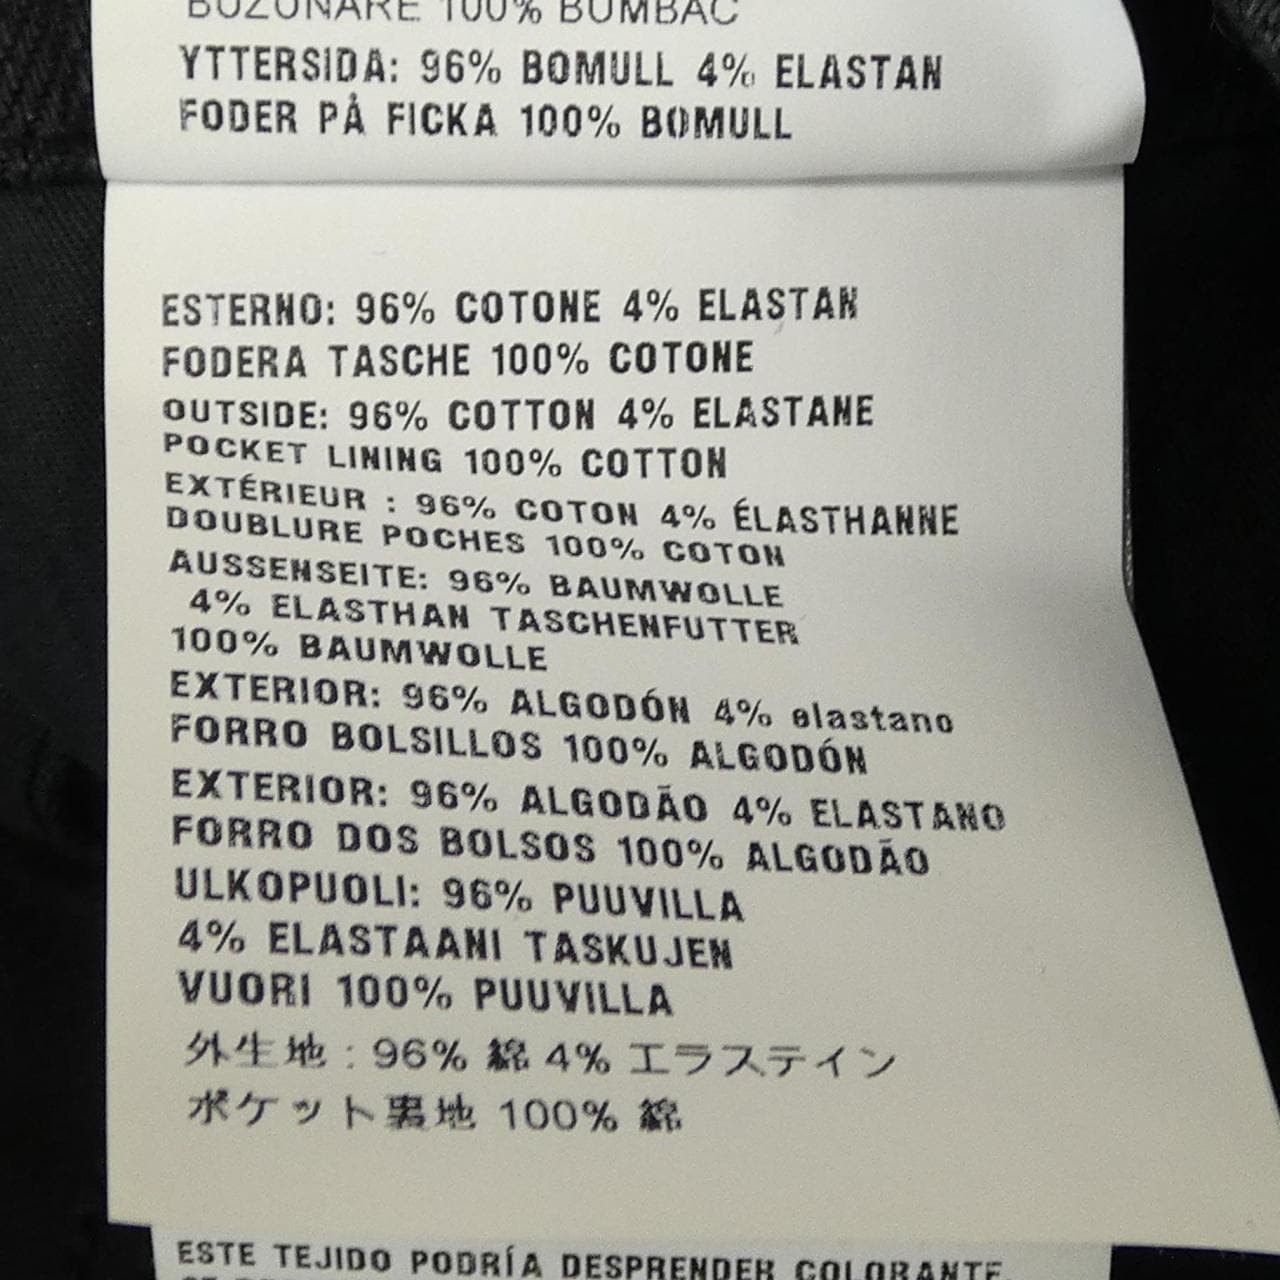 BUZUNARE 100% BUMBAC
YTTERSIDA: 96% BOMULL 4% ELASTAN
FODER PÅ FICKA 100% BOMULL
ESTERNO: 96% COTONE 4% ELASTAN
FODERA TASCHE 100% COTONE
OUTSIDE: 96% COTTON 4% ELASTANE
POCKET LINING 100% COTTON
EXTÉRIEUR : 96% COTON 4% ÉLASTHANNE
DOUBLURE POCHES 100% COTON
AUSSENSEITE: 96% BAUMWOLLE
4% ELASTHAN TASCHENFUTTER
100% BAUMWOLLE
EXTERIOR: 96% ALGODÓN 4% elastano
FORRO BOLSILLOS 100% ALGODÓN
EXTERIOR: 96% ALGODÃO 4% ELASTANO
FORRO DOS BOLSOS 100% ALGODÃO
ULKOPUOLI: 96% PUUVILLA
4% ELASTAANI TASKUJEN
VUORI 100% PUUVILLA
外生地 : 96% 綿 4% エラステイン
ポケット裏地 100% 綿
ESTE TEJIDO PODRÍA DESPRENDER COLORANTE.